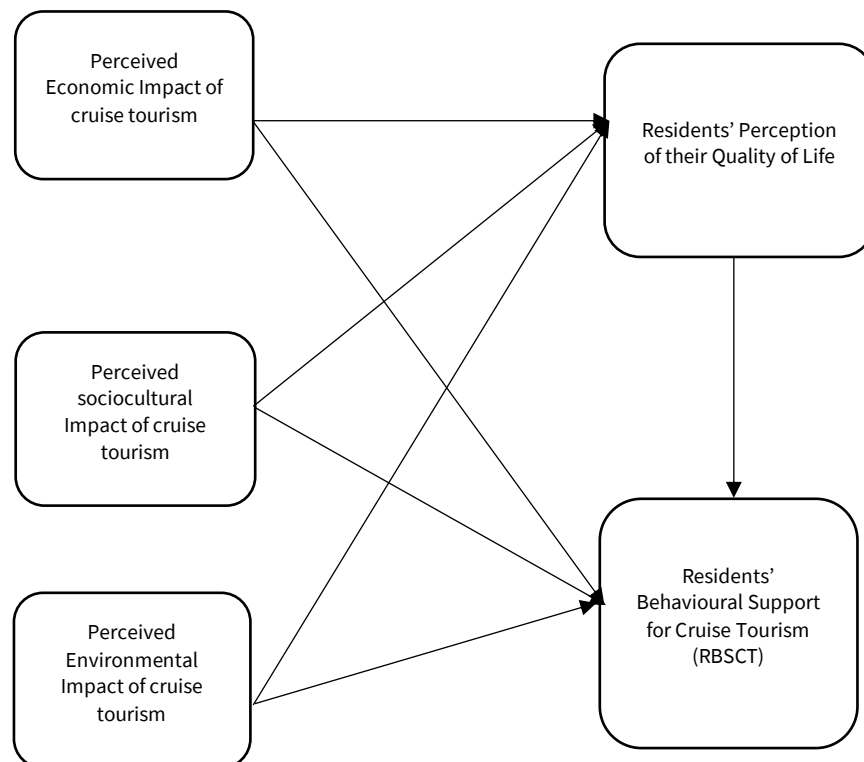 Perceived
Economic Impact of
cruise tourism
Residents’ Perception
of their Quality of Life
Perceived
sociocultural
Impact of cruise
tourism
Residents’
Behavioural Support
for Cruise Tourism
(RBSCT)
Perceived
Environmental
Impact of cruise
tourism